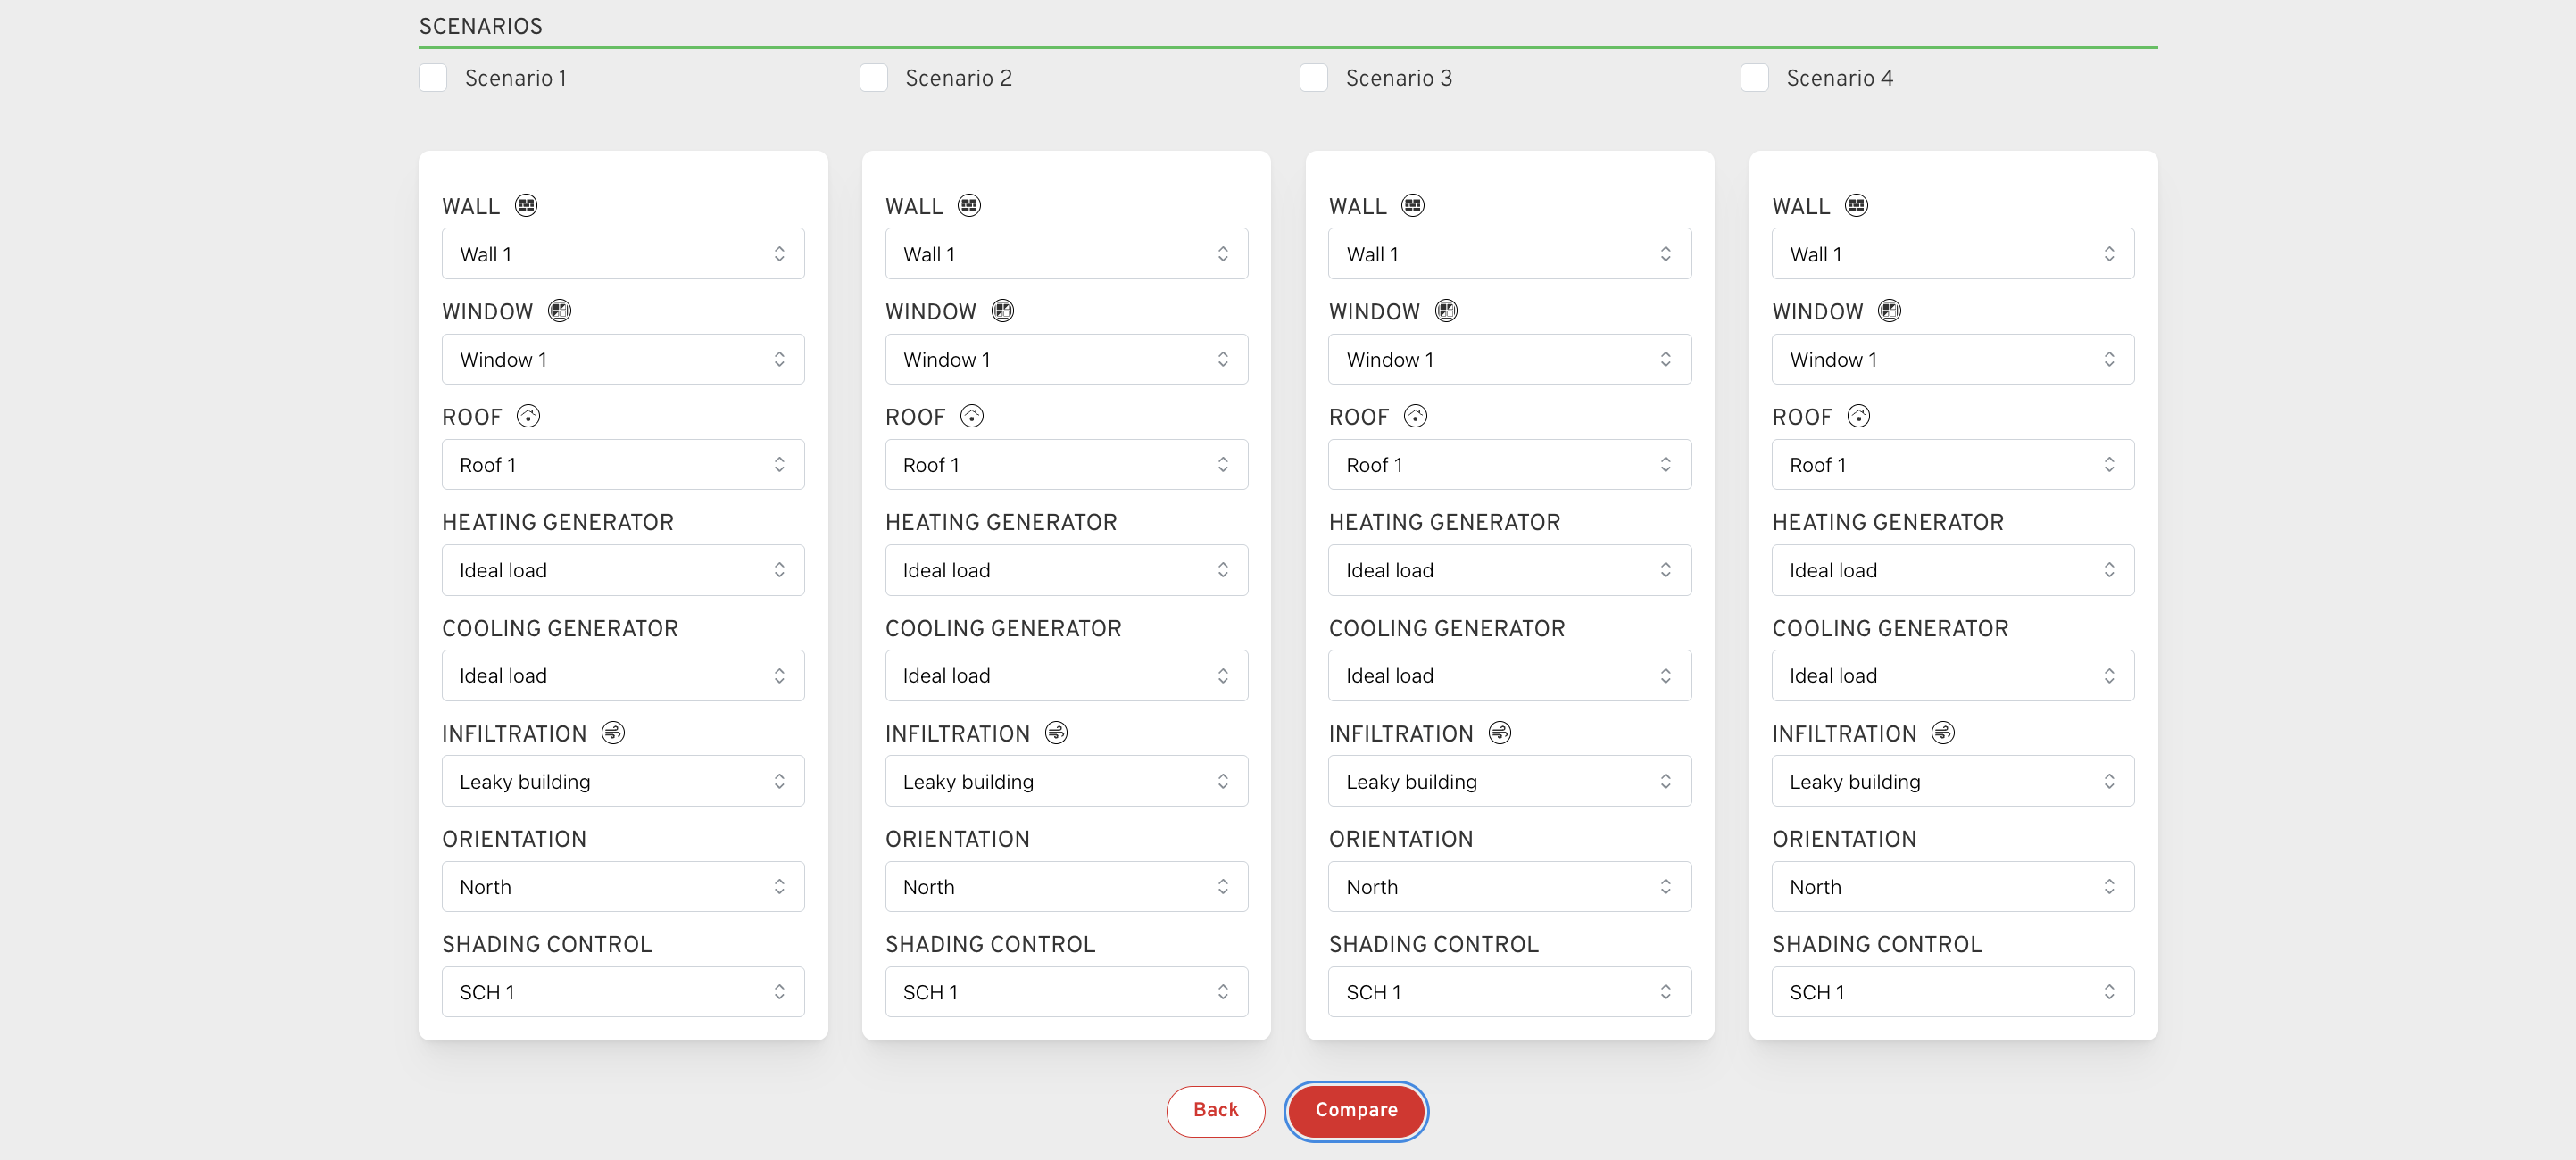 SCENARIOS
Scenario 1 Scenario 2 Scenario 3 Scenario 4
WALL WALL WALL WALL
Wall 1 Wall 1 Wall 1 Wall 1
WINDOW WINDOW WINDOW WINDOW
Window 1 Window 1 Window 1 Window 1
ROOF ROOF ROOF ROOF
Roof 1 Roof 1 Roof 1 Roof 1
HEATING GENERATOR HEATING GENERATOR HEATING GENERATOR HEATING GENERATOR
Ideal load Ideal load Ideal load Ideal load
COOLING GENERATOR COOLING GENERATOR COOLING GENERATOR COOLING GENERATOR
Ideal load Ideal load Ideal load Ideal load
INFILTRATION INFILTRATION INFILTRATION INFILTRATION
Leaky building Leaky building Leaky building Leaky building
ORIENTATION ORIENTATION ORIENTATION ORIENTATION
North North North North
SHADING CONTROL SHADING CONTROL SHADING CONTROL SHADING CONTROL
SCH 1 SCH 1 SCH 1 SCH 1
Back Compare